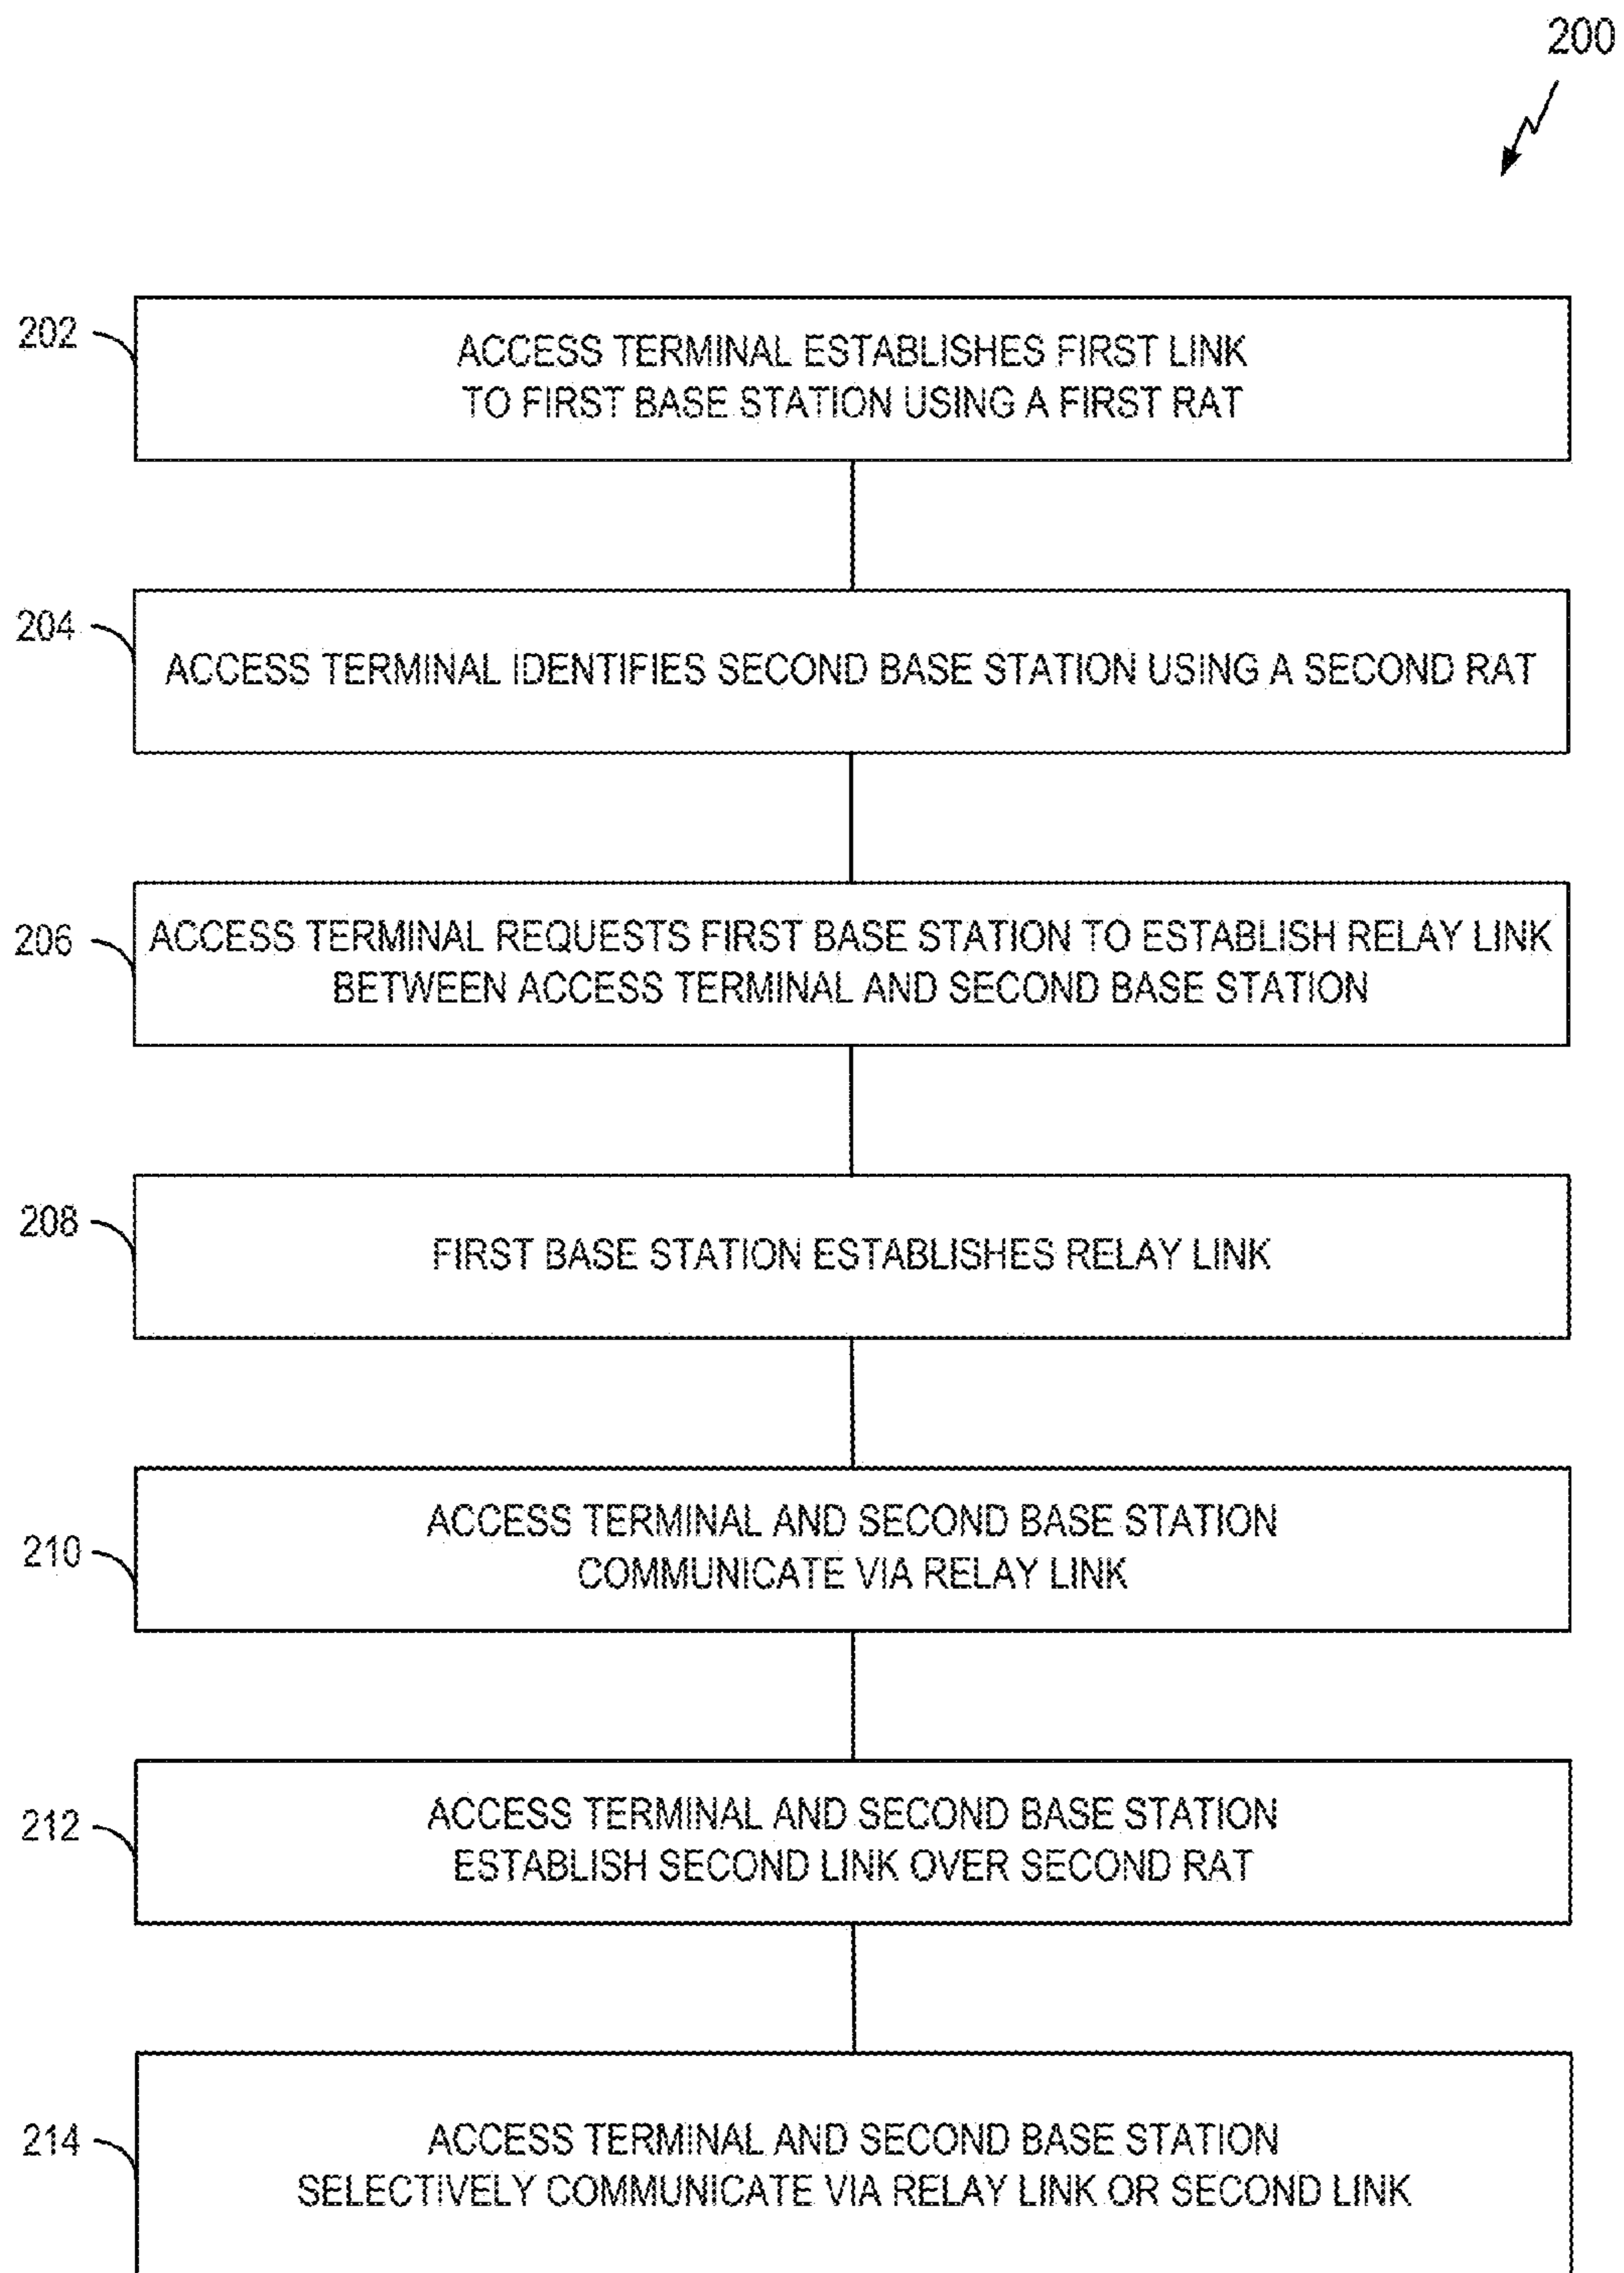 200
202
ACCESS TERMINAL ESTABLISHES FIRST LINK
TO FIRST BASE STATION USING A FIRST RAT
204
ACCESS TERMINAL IDENTIFIES SECOND BASE STATION USING A SECOND RAT
206
ACCESS TERMINAL REQUESTS FIRST BASE STATION TO ESTABLISH RELAY LINK
BETWEEN ACCESS TERMINAL AND SECOND BASE STATION
208
FIRST BASE STATION ESTABLISHES RELAY LINK
210
ACCESS TERMINAL AND SECOND BASE STATION
COMMUNICATE VIA RELAY LINK
212
ACCESS TERMINAL AND SECOND BASE STATION
ESTABLISH SECOND LINK OVER SECOND RAT
214
ACCESS TERMINAL AND SECOND BASE STATION
SELECTIVELY COMMUNICATE VIA RELAY LINK OR SECOND LINK